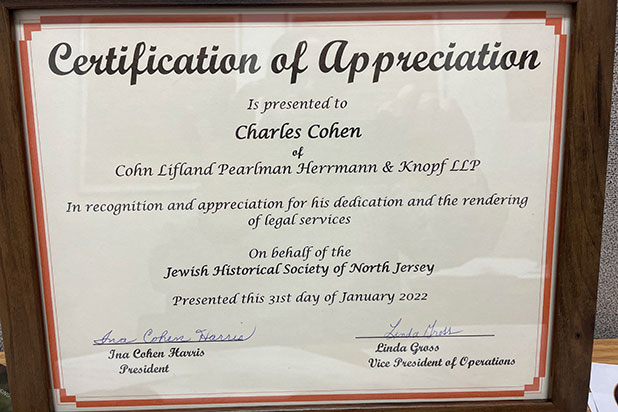 Certification of Appreciation
Is presented to
Charles Cohen
of
Cohn Lifland Pearlman Herrmann & Knopf LLP
In recognition and appreciation for his dedication and the rendering
of legal services
On behalf of the
Jewish Historical Society of North Jersey
Presented this 31st day of January 2022
Ina Cohen Harris
Linda Gross
Ina Cohen Harris
Linda Gross
President
Vice President of Operations